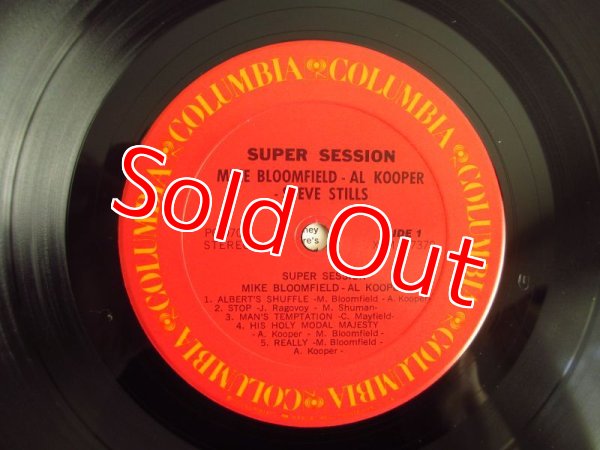 COLUMBIA COLUMBIA COLUMBIA COLUMBIA COLUMBIA COLUMBIA
SUPER SESSION
MIKE BLOOMFIELD - AL KOOPER
- STEVE STILLS
Sold Out
STEREO
SIDE 1
SUPER SESSION
MIKE BLOOMFIELD - AL KOOPER
1. ALBERT'S SHUFFLE -M. Bloomfield - A. Kooper-
2. STOP -J. Ragovoy - M. Shuman-
3. MAN'S TEMPTATION -C. Mayfield-
4. HIS HOLY MODAL MAJESTY
- A. Kooper - M. Bloomfield -
5. REALLY -M. Bloomfield -
A. Kooper -